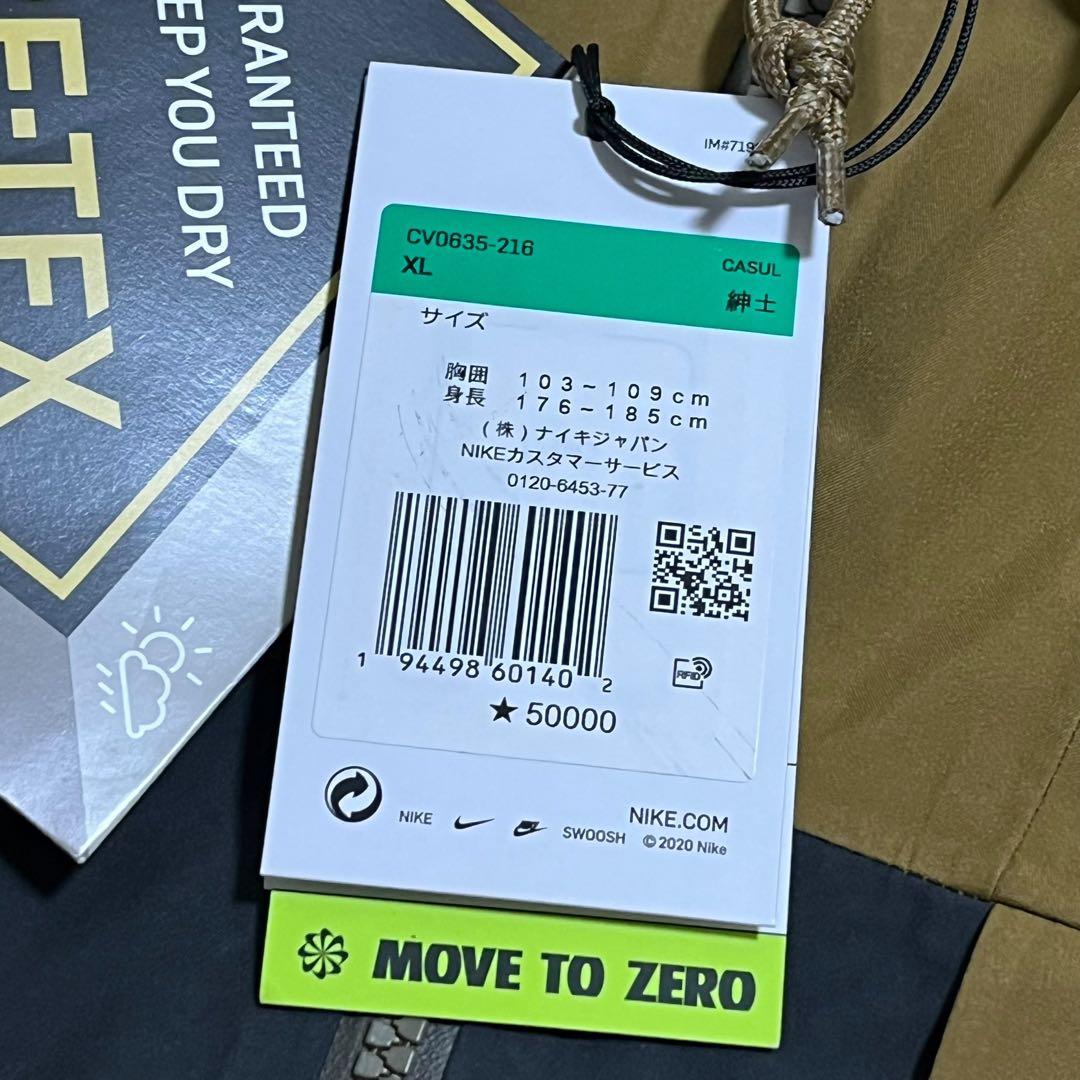 RANTEED
EP YOU DRY
E-TEX
IM#719
CV0635-216
XL
CASUL
紳士
サイズ
胸囲 103-109cm
身長 176-185cm
(株)ナイキジャパン
NIKEカスタマーサービス
0120-6453-77
1 94498 60140 2
RFID
★50000
NIKE SWOOSH
NIKE.COM
©2020 Nike
MOVE TO ZERO